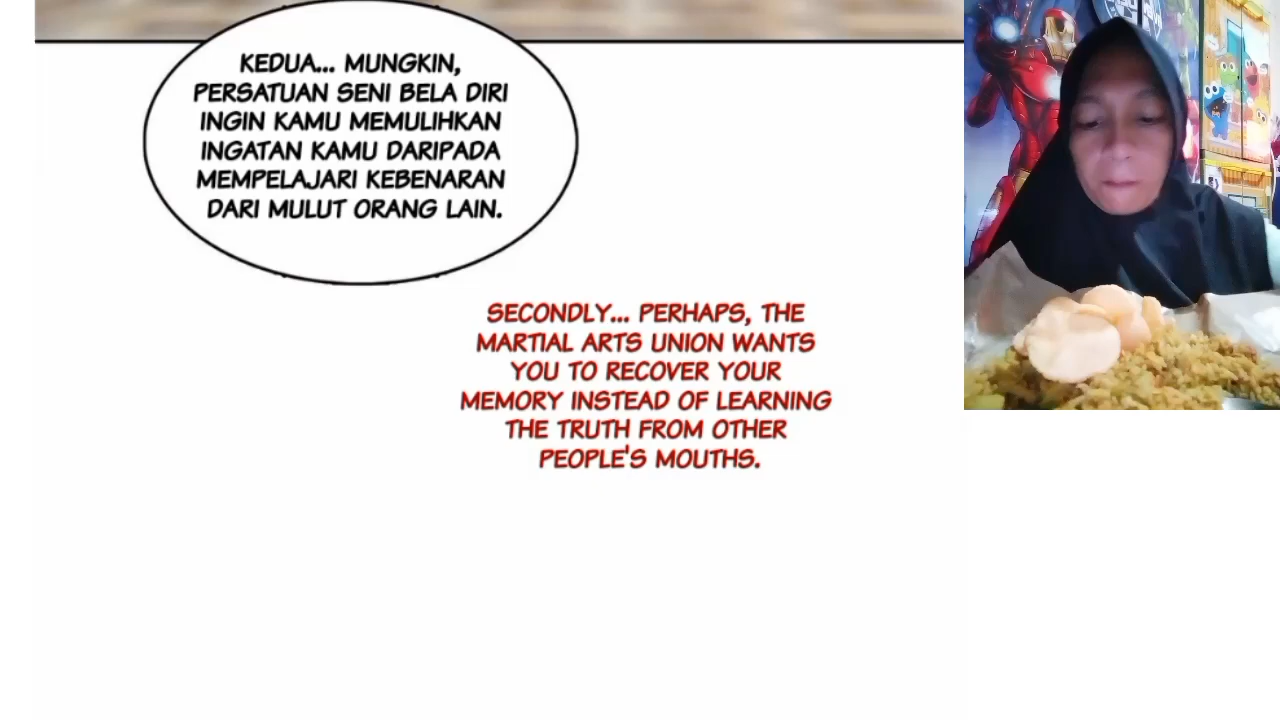 KEDUA... MUNGKIN,
PERSATUAN SENI BELA DIRI
INGIN KAMU MEMULIHKAN
INGATAN KAMU DARIPADA
MEMPELAJARI KEBENARAN
DARI MULUT ORANG LAIN.
SECONDLY... PERHAPS, THE
MARTIAL ARTS UNION WANTS
YOU TO RECOVER YOUR
MEMORY INSTEAD OF LEARNING
THE TRUTH FROM OTHER
PEOPLE'S MOUTHS.